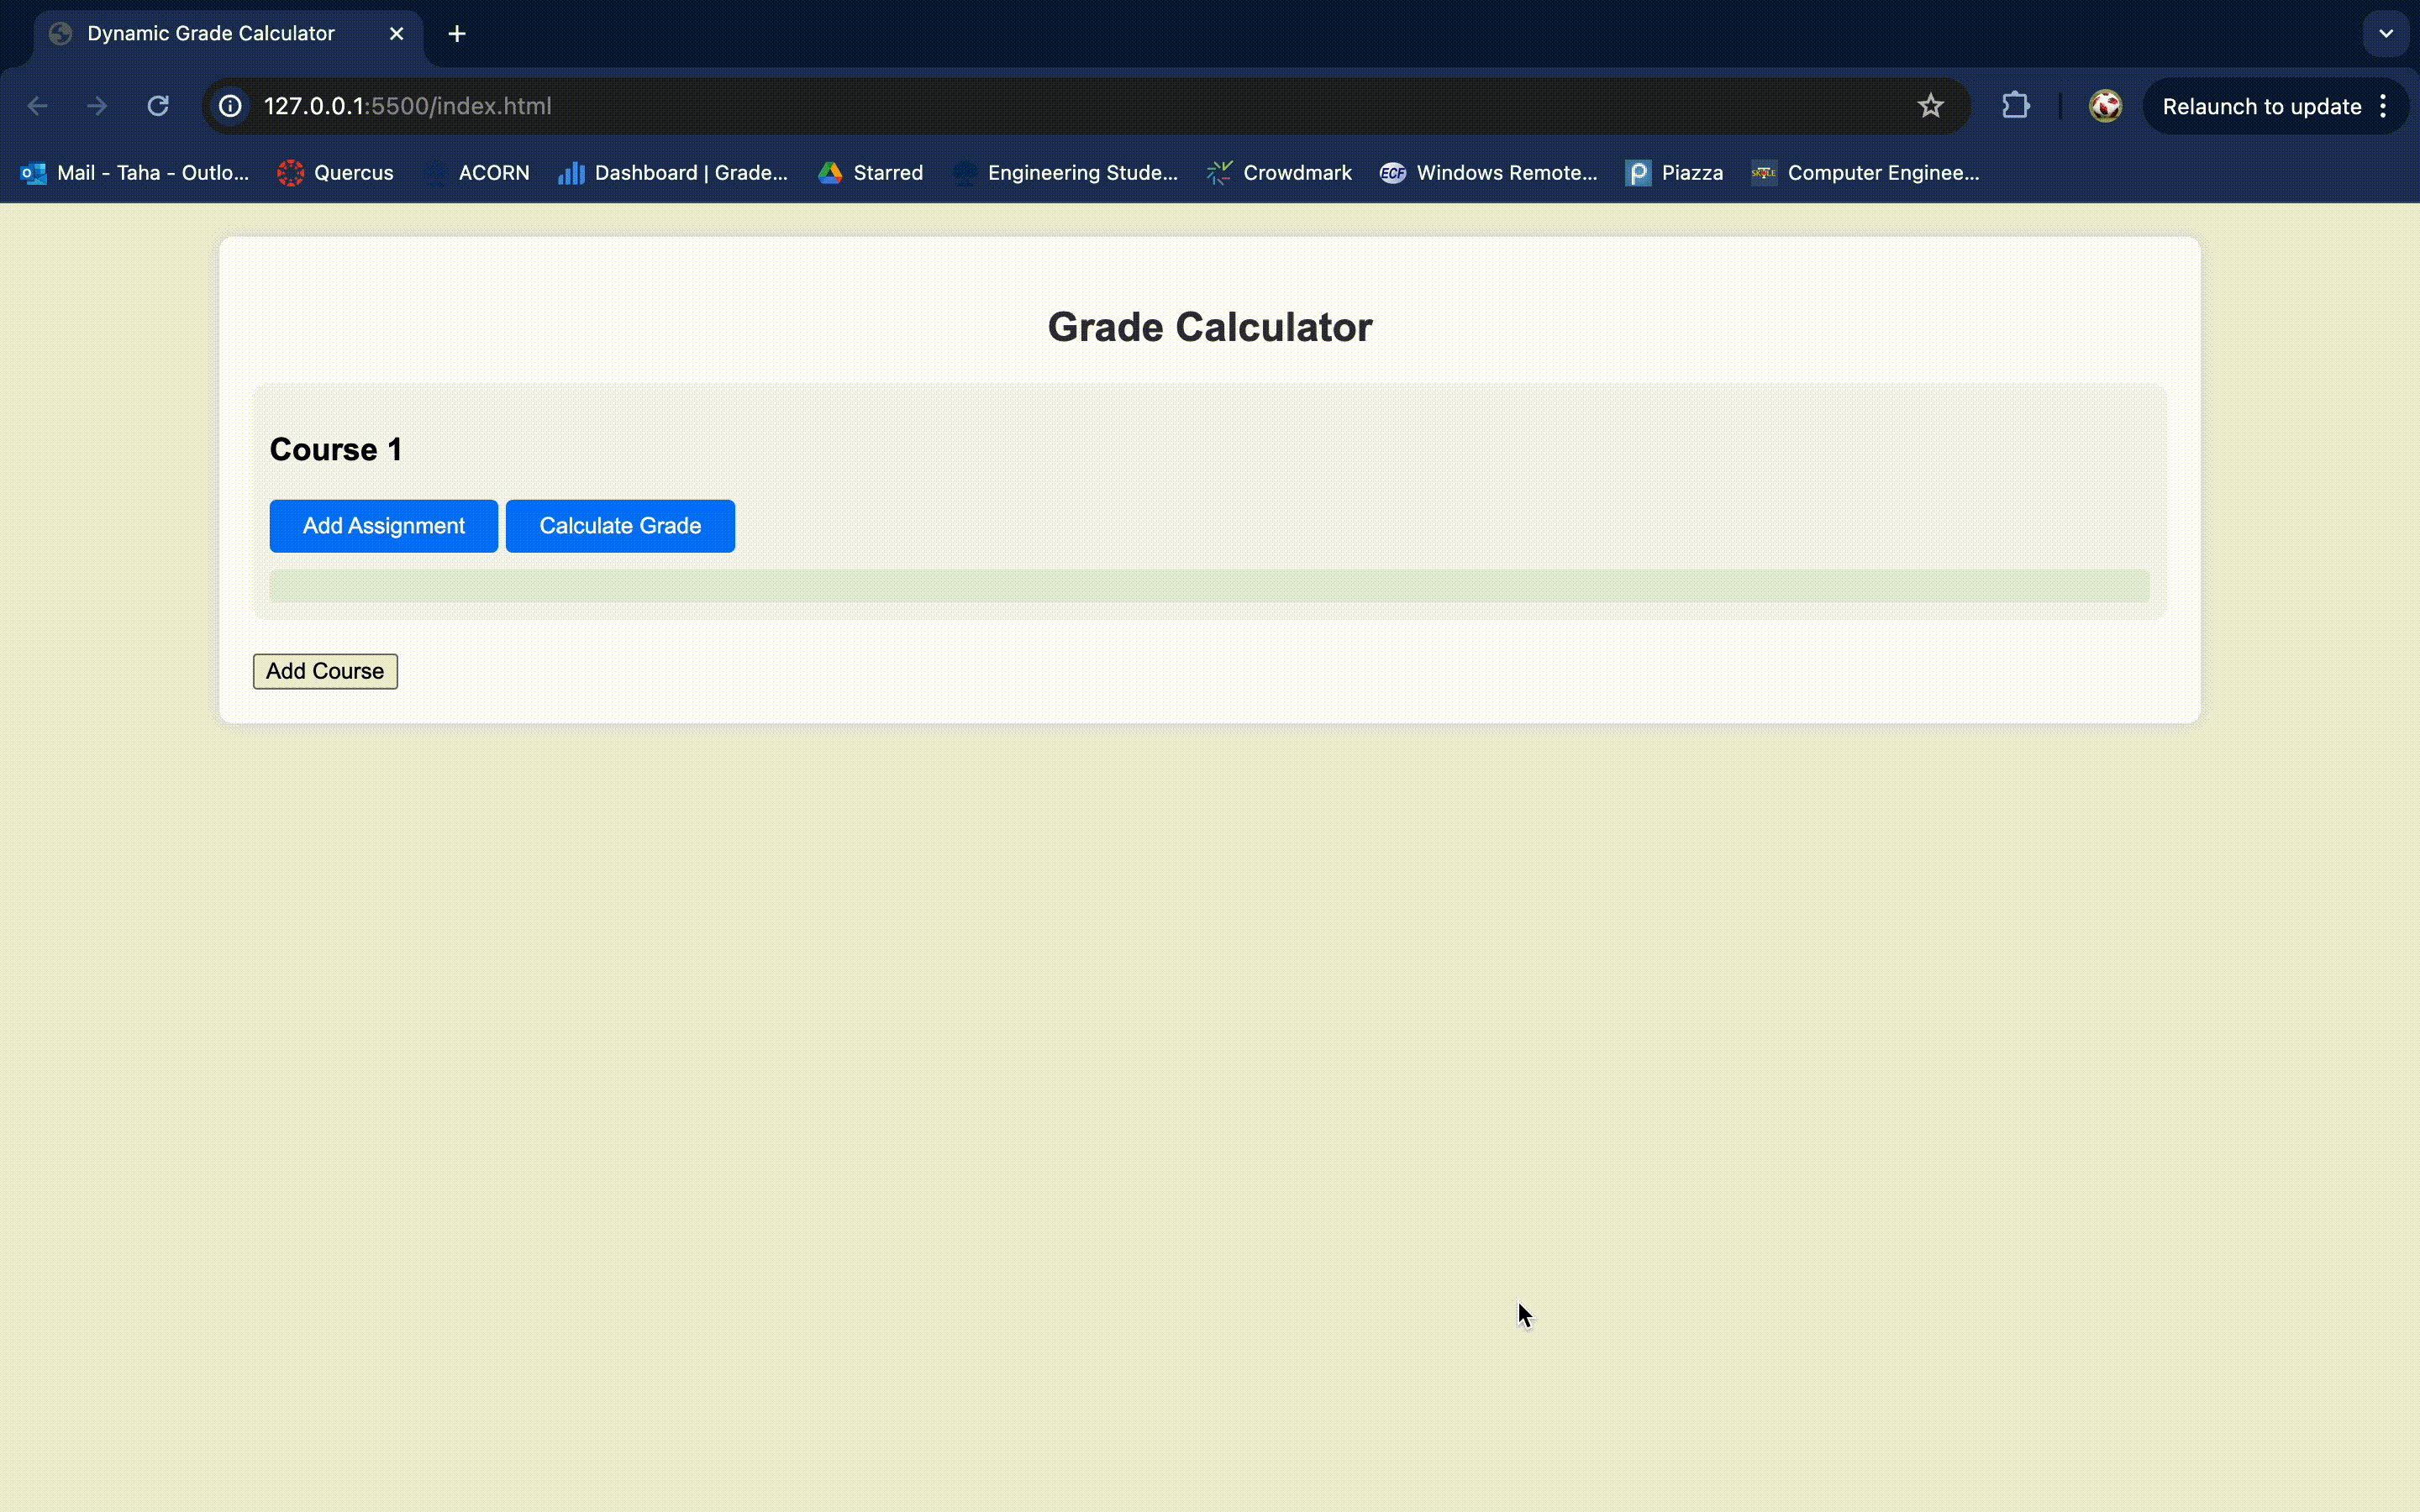 Dynamic Grade Calculator
127.0.0.1:5500/index.html
Relaunch to update
Mail - Taha - Outlo... Quercus ACORN Dashboard | Grade... Starred Engineering Stude... Crowdmark ECF Windows Remote... Piazza SKULE Computer Enginee...
Grade Calculator
Course 1
Add Assignment Calculate Grade
Add Course